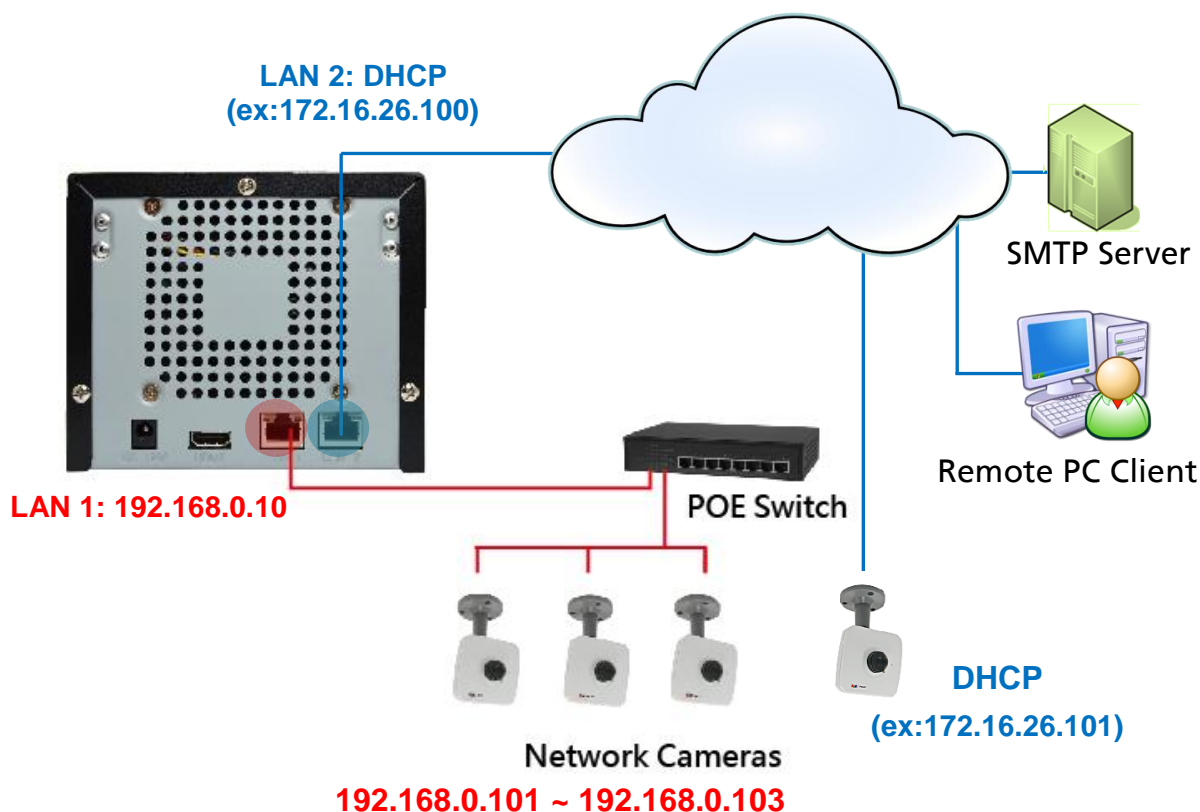 LAN 2: DHCP
(ex:172.16.26.100)
SMTP Server
Remote PC Client
LAN 1: 192.168.0.10
POE Switch
DHCP
(ex:172.16.26.101)
Network Cameras
192.168.0.101 ~ 192.168.0.103